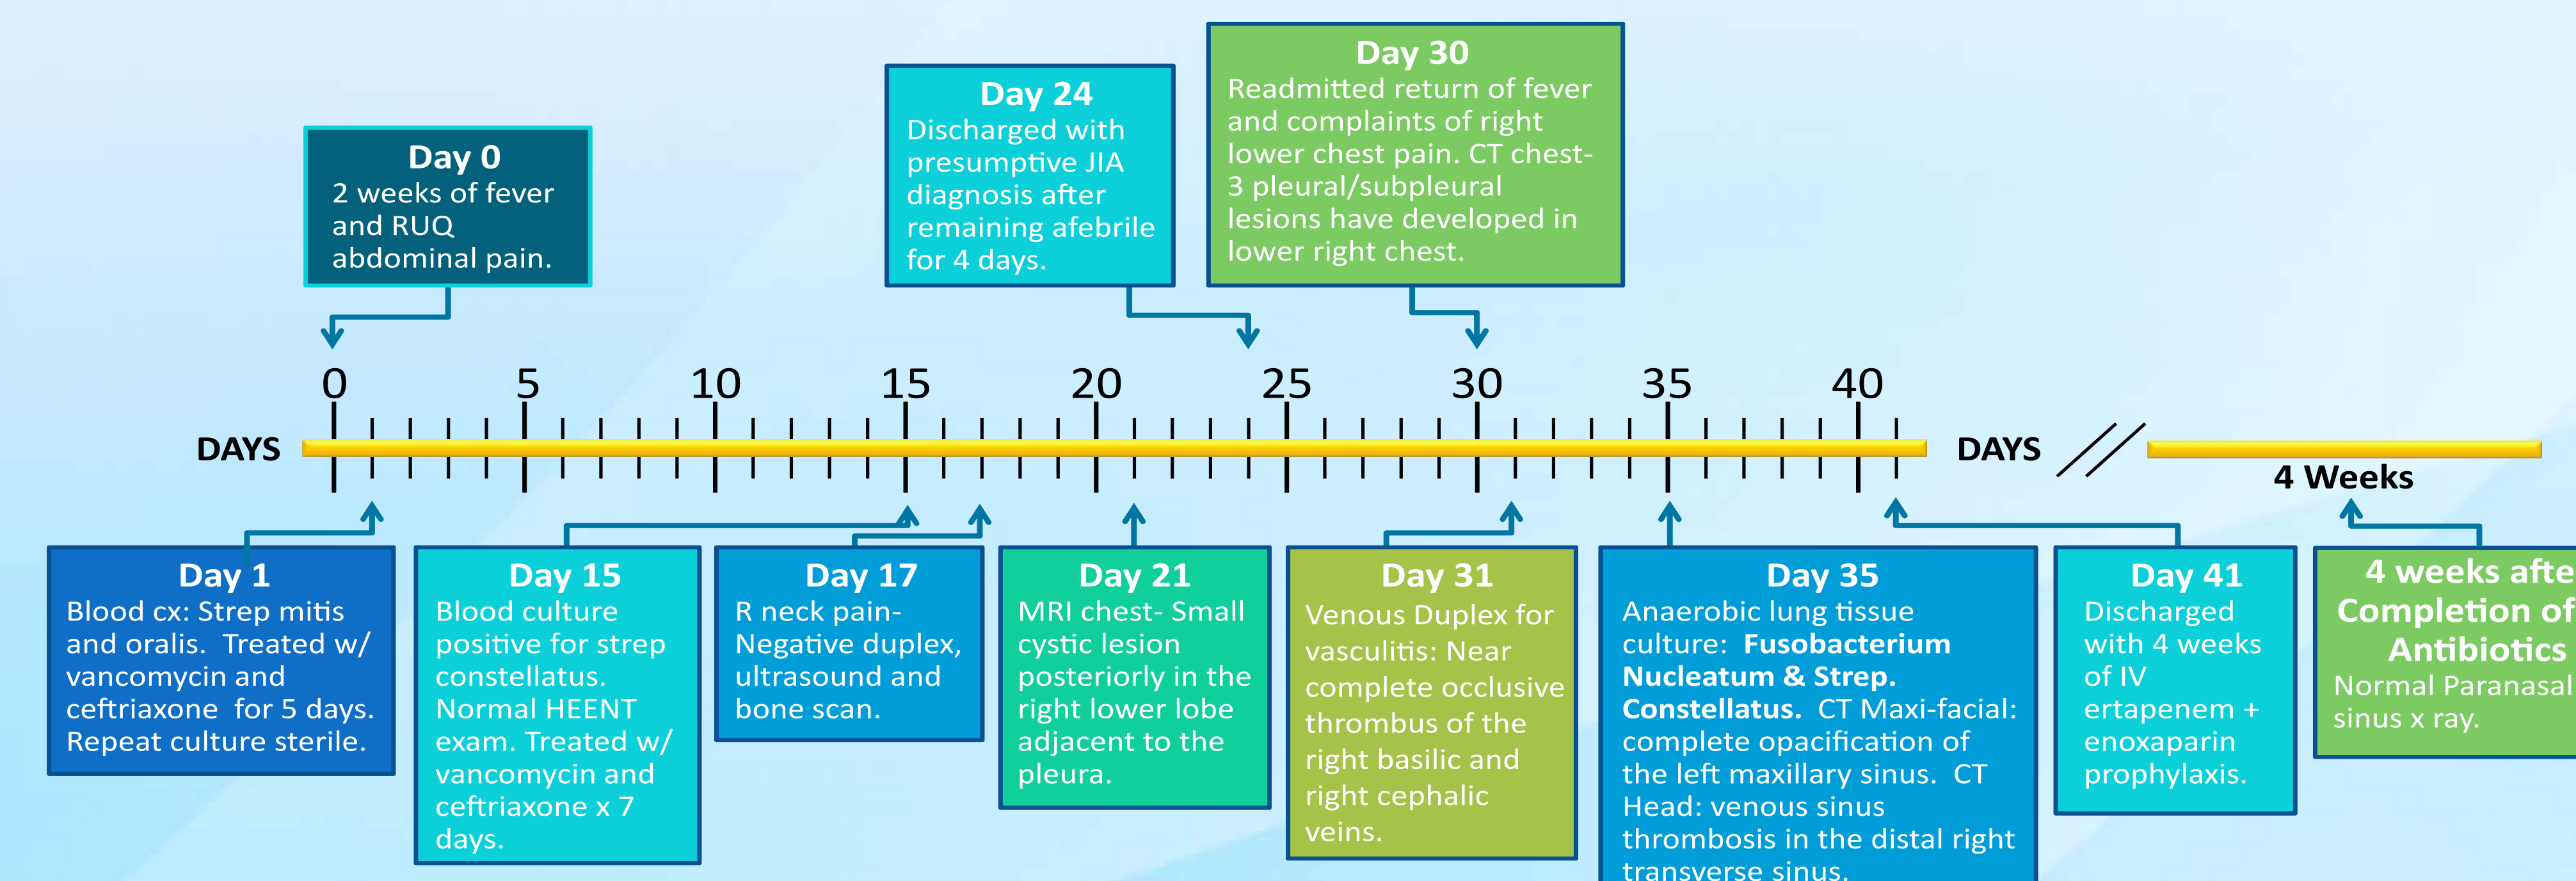 Day 0
2 weeks of fever
and RUQ
abdominal pain.
Day 24
Discharged with
presumptive JIA
diagnosis after
remaining afebrile
for 4 days.
Day 30
Readmitted return of fever
and complaints of right
lower chest pain. CT chest-
3 pleural/subpleural
lesions have developed in
lower right chest.
0 5 10 15 20 25 30 35 40
DAYS
DAYS
4 Weeks
Day 1
Blood cx: Strep mitis
and oralis. Treated w/
vancomycin and
ceftriaxone for 5 days.
Repeat culture sterile.
Day 15
Blood culture
positive for strep
constellatus.
Normal HEENT
exam. Treated w/
vancomycin and
ceftriaxone x 7
days.
Day 17
R neck pain-
Negative duplex,
ultrasound and
bone scan.
Day 21
MRI chest- Small
cystic lesion
posteriorly in the
right lower lobe
adjacent to the
pleura.
Day 31
Venous Duplex for
vasculitis: Near
complete occlusive
thrombus of the
right basilic and
right cephalic
veins.
Day 35
Anaerobic lung tissue
culture: Fusobacterium
Nucleatum & Strep.
Constellatus. CT Maxi-facial:
complete opacification of
the left maxillary sinus. CT
Head: venous sinus
thrombosis in the distal right
transverse sinus.
Day 41
Discharged
with 4 weeks
of IV
ertapenem +
enoxaparin
prophylaxis.
4 weeks afte
Completion of
Antibiotics
Normal Paranasal
sinus x ray.